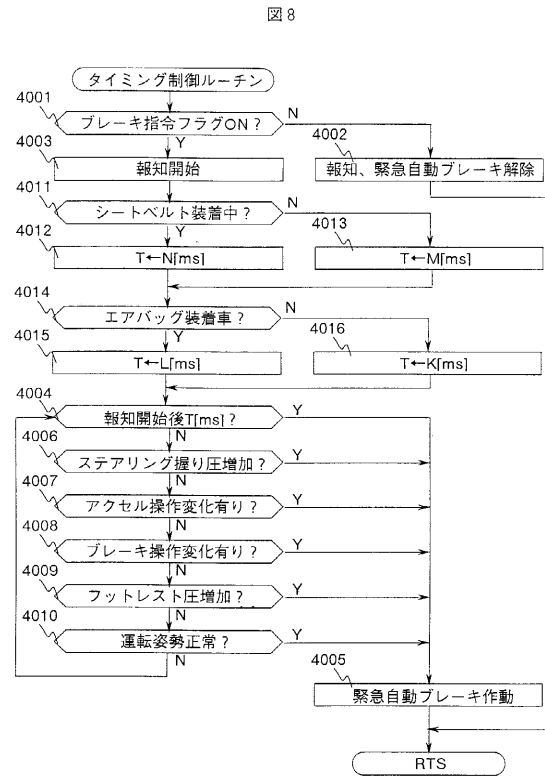 図8
タイミング制御ルーチン
4001
ブレーキ指令フラグON？
N
Y
4002
報知、緊急自動ブレーキ解除
4003
報知開始
4011
シートベルト装着中？
N
Y
4012
T←N[ms]
4013
T←M[ms]
4014
エアバッグ装着車？
N
Y
4015
T←L[ms]
4016
T←K[ms]
4004
報知開始後T[ms]？
Y
N
4006
ステアリング握り圧増加？
Y
N
4007
アクセル操作変化有り？
Y
N
4008
ブレーキ操作変化有り？
Y
N
4009
フットレスト圧増加？
Y
N
4010
運転姿勢正常？
Y
N
4005
緊急自動ブレーキ作動
RTS